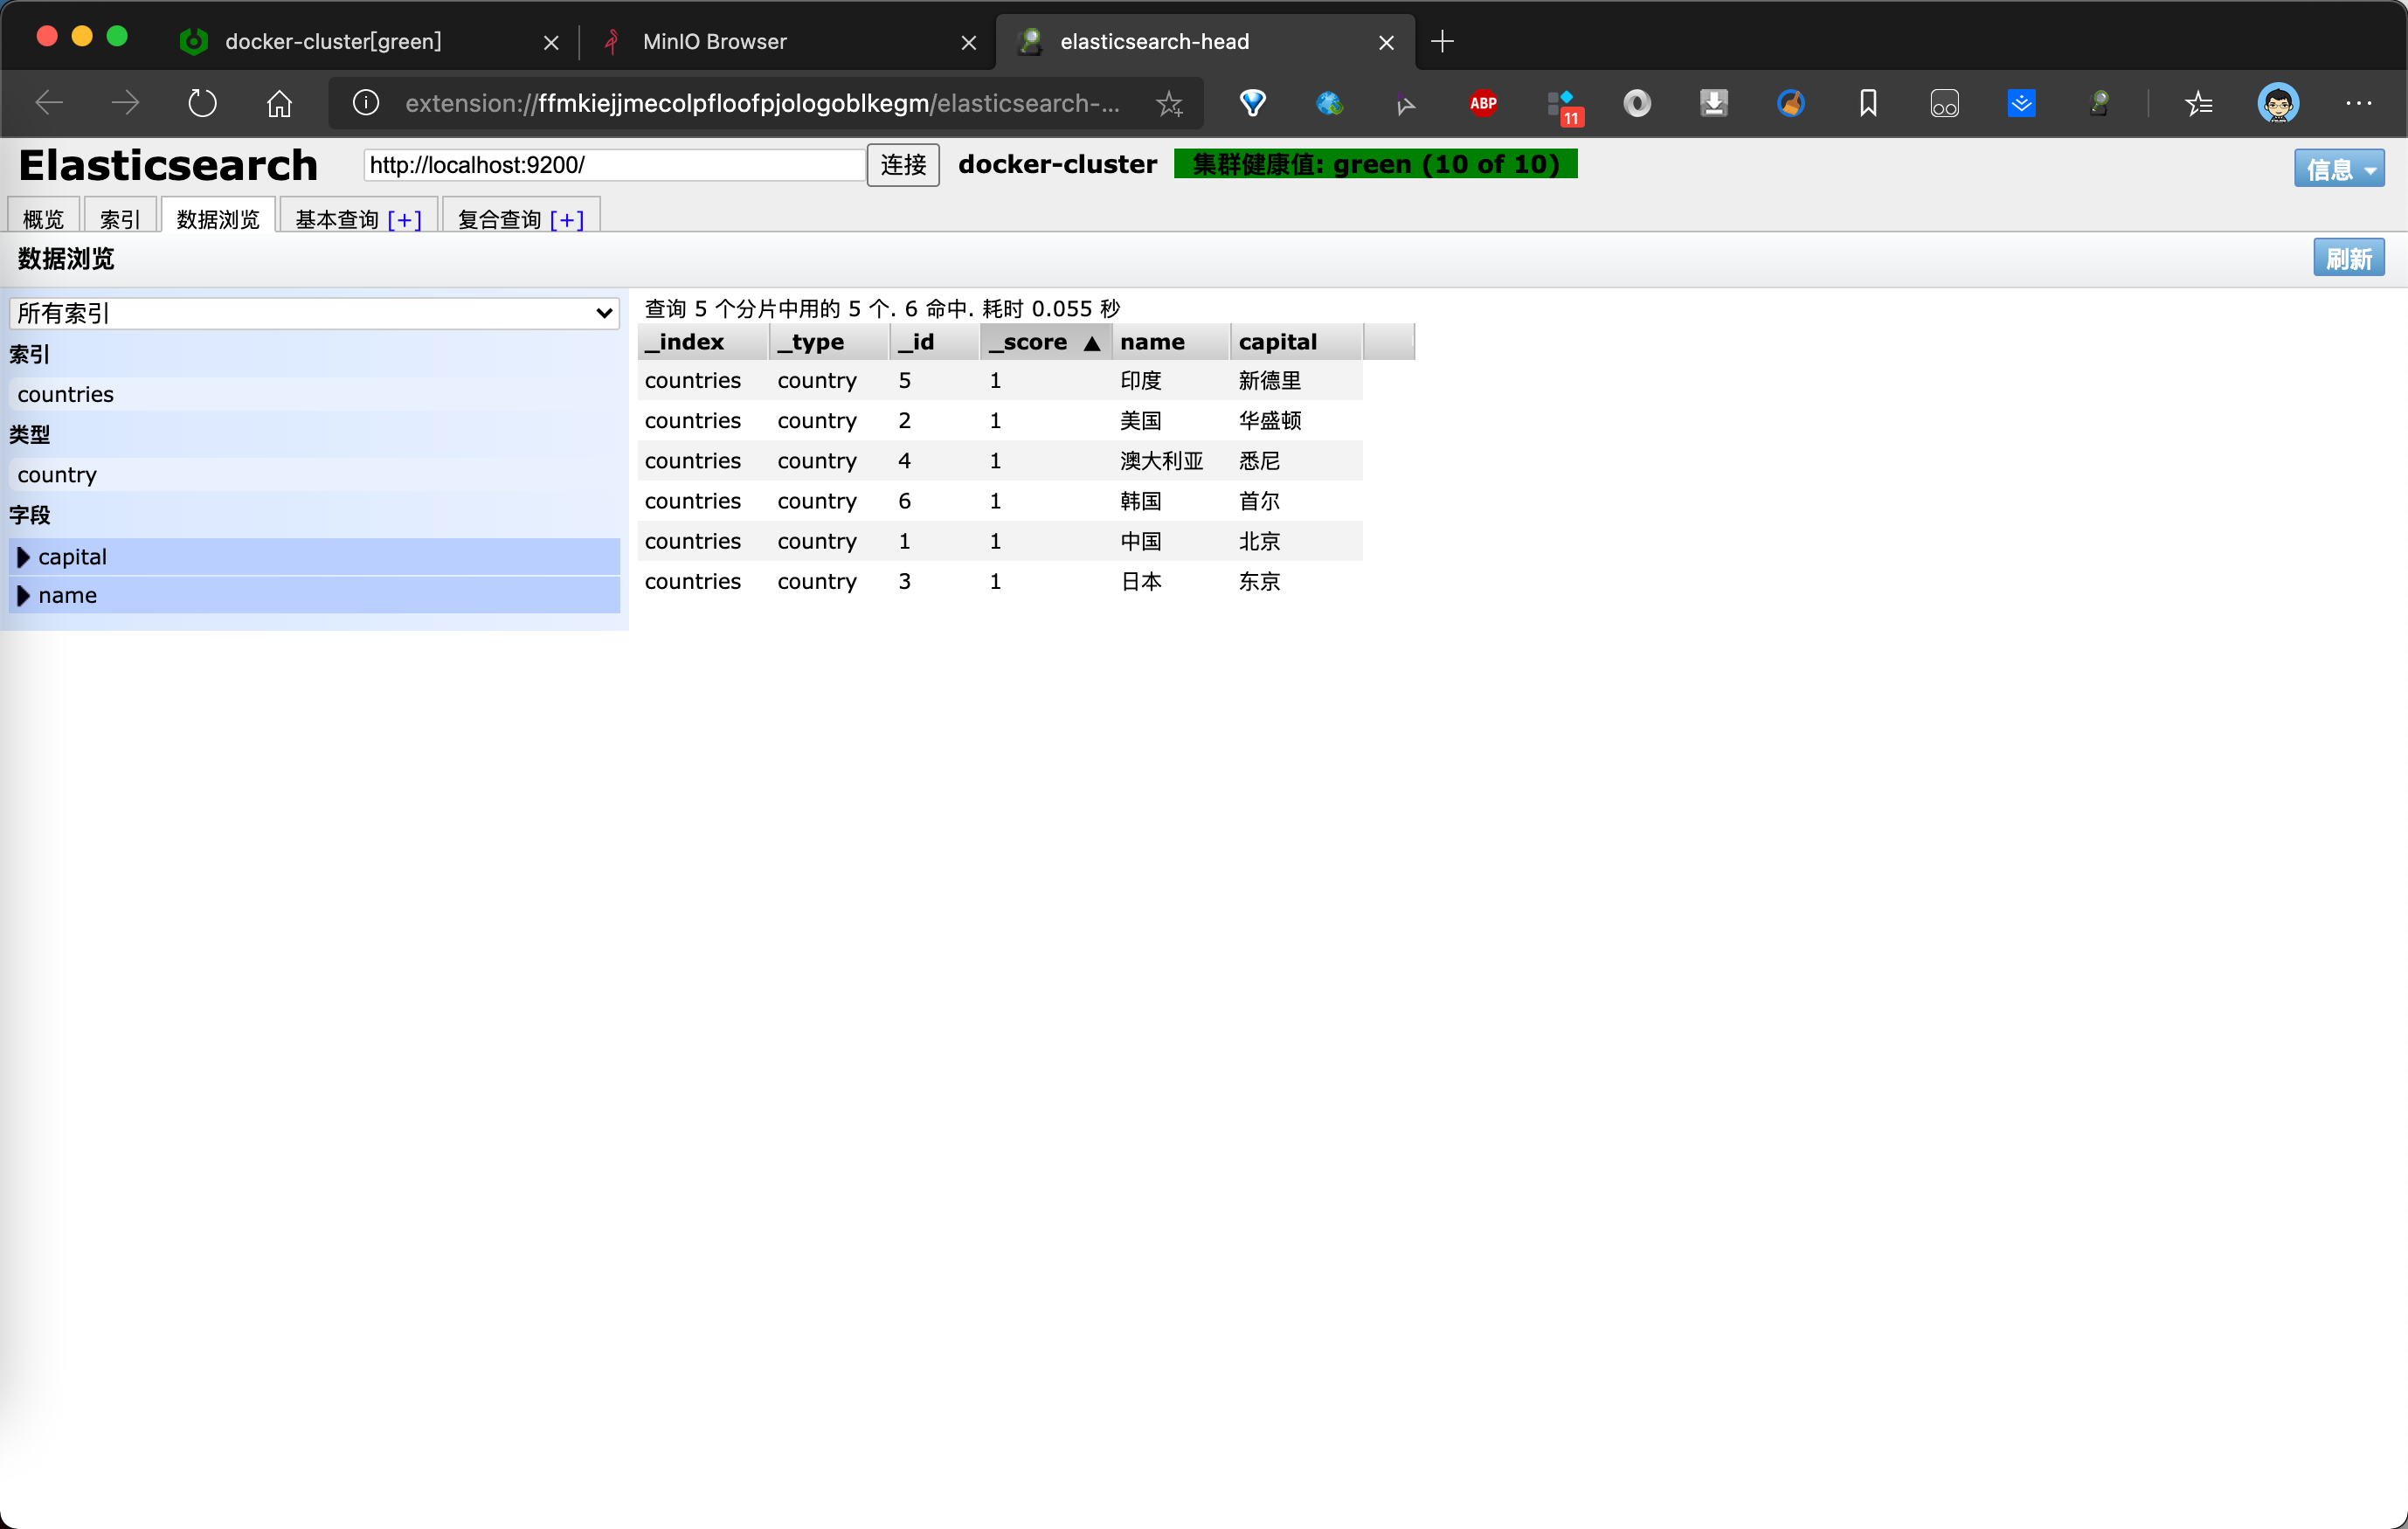 docker-cluster[green]
MinIO Browser
elasticsearch-head
extension://ffmkiejjmecolpfloofpjologoblkegm/elasticsearch-...
ABP
11
Elasticsearch
http://localhost:9200/
连接
docker-cluster
集群健康值: green (10 of 10)
信息
概览
索引
数据浏览
基本查询 [+]
复合查询 [+]
数据浏览
刷新
所有索引
索引
countries
类型
country
字段
capital
name
查询 5 个分片中用的 5 个. 6 命中. 耗时 0.055 秒
_index _type _id _score ▲ name capital
countries country 5 1 印度 新德里
countries country 2 1 美国 华盛顿
countries country 4 1 澳大利亚 悉尼
countries country 6 1 韩国 首尔
countries country 1 1 中国 北京
countries country 3 1 日本 东京